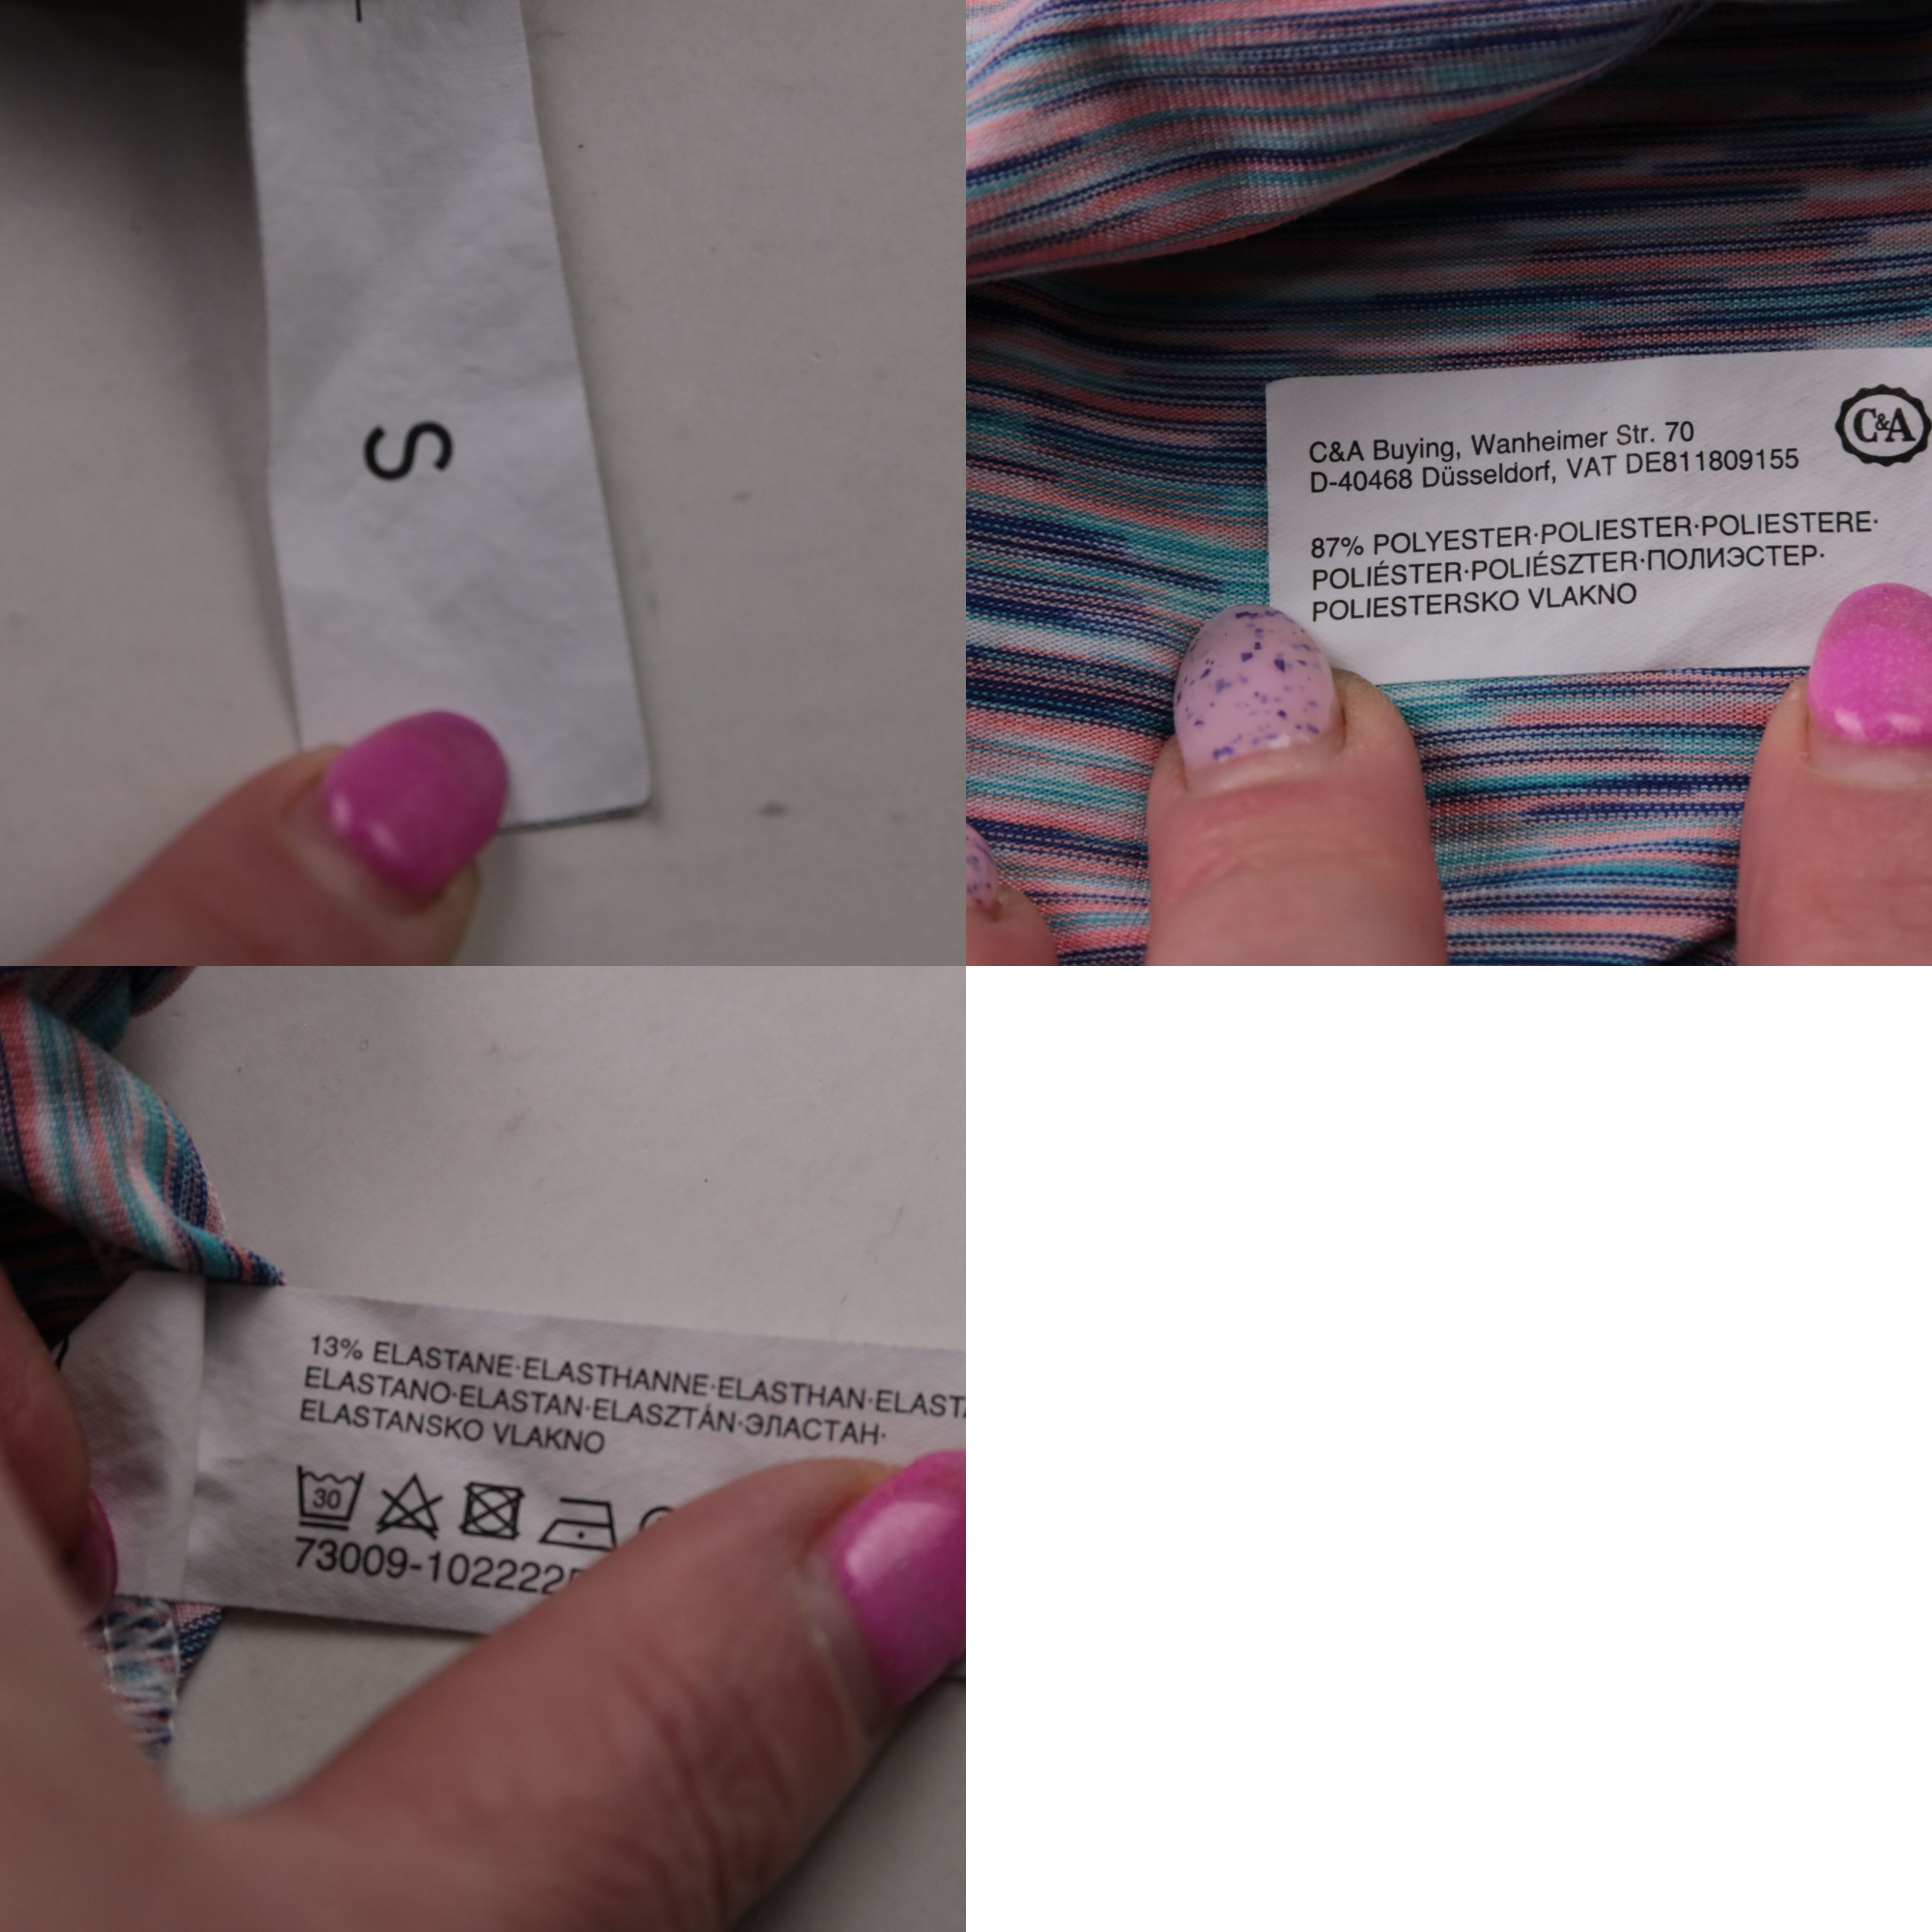 S
C&A Buying, Wanheimer Str. 70
D-40468 Düsseldorf, VAT DE811809155
C&A
87% POLYESTER·POLIESTER·POLIESTERE·
POLIÉSTER·POLIÉSZTER·ПОЛИЭСТЕР·
POLIESTERSKO VLAKNO
13% ELASTANE·ELASTHANNE·ELASTHAN·
ELASTANO·ELASTAN·ELASZTÁN·ЭЛАСТАН·
ELASTANSKO VLAKNO
30